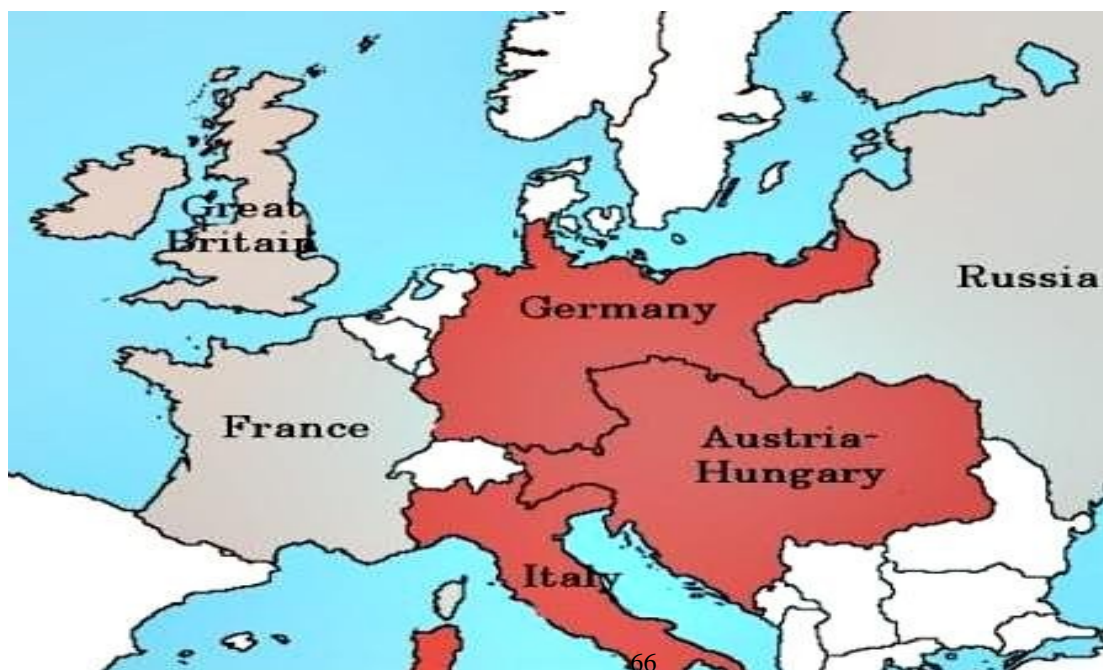 Great
Britain
Germany
Russia
France
Austria-
Hungary
Italy
66